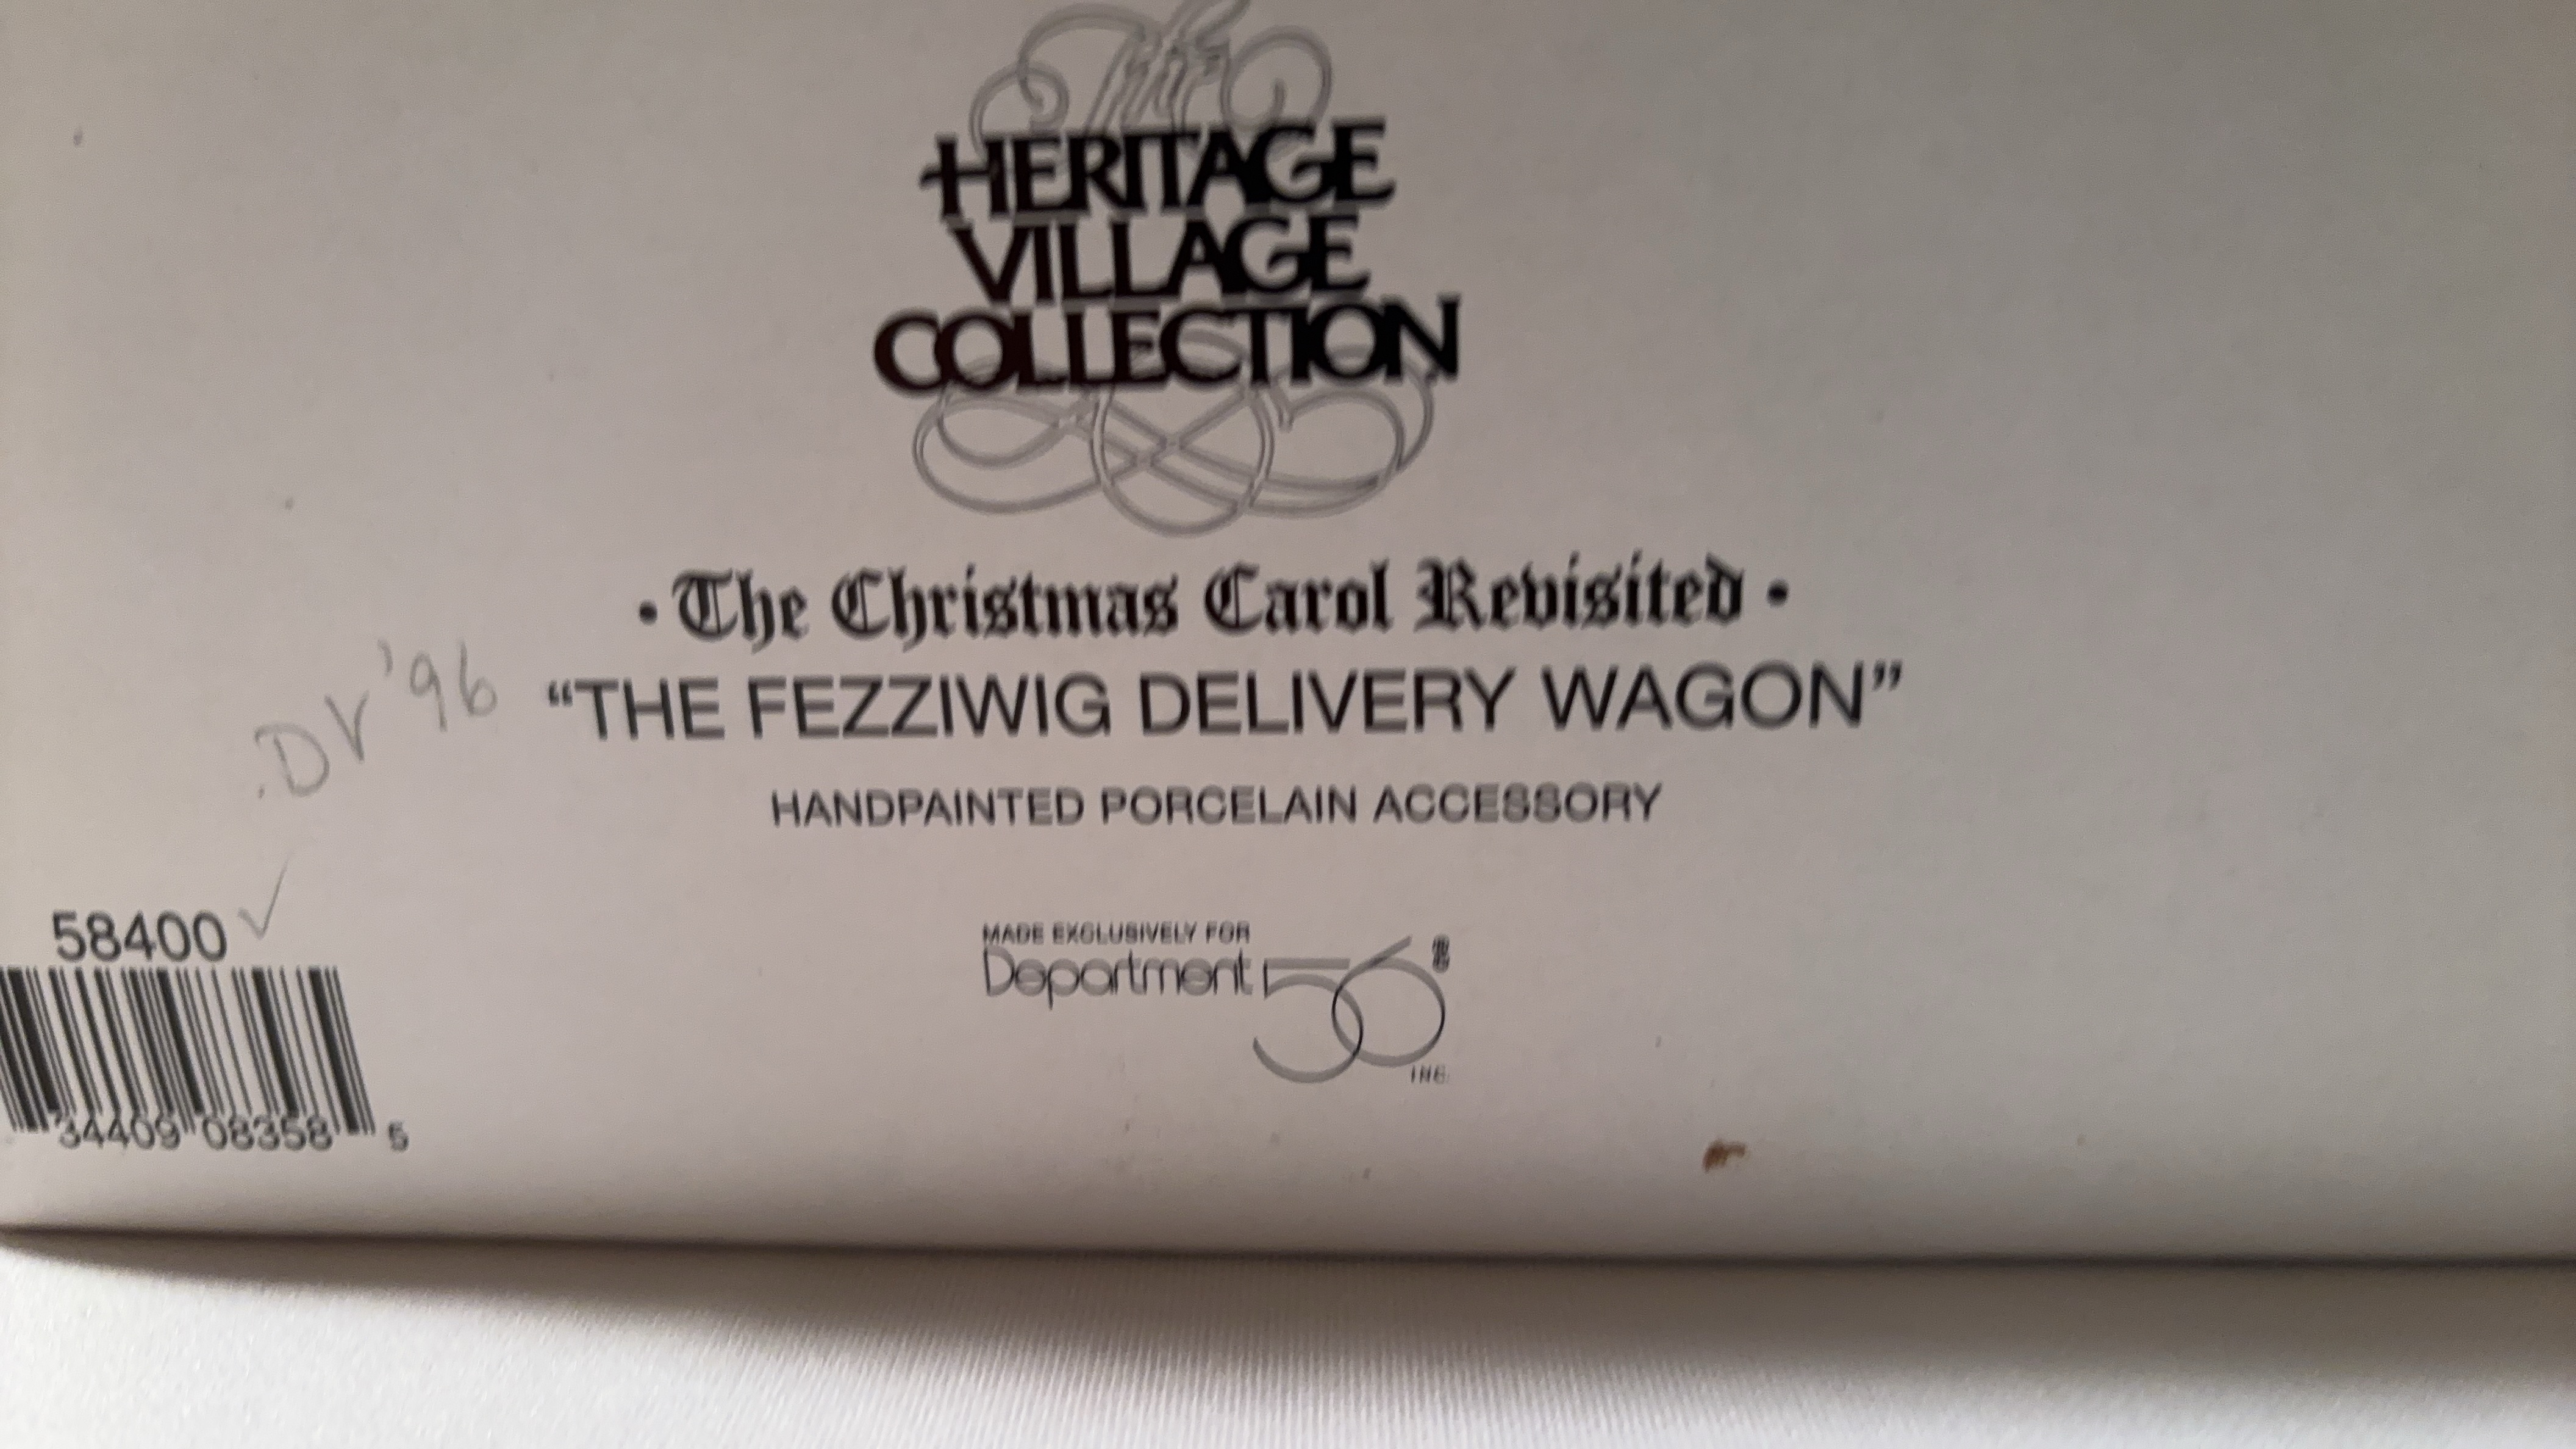 The
HERITAGE
VILLAGE
COLLECTION
• The Christmas Carol Revisited •
DV '96
“THE FEZZIWIG DELIVERY WAGON”
HANDPAINTED PORCELAIN ACCESSORY
58400 ✓
MADE EXCLUSIVELY FOR
Department 56®
INC.
34409 08358 5